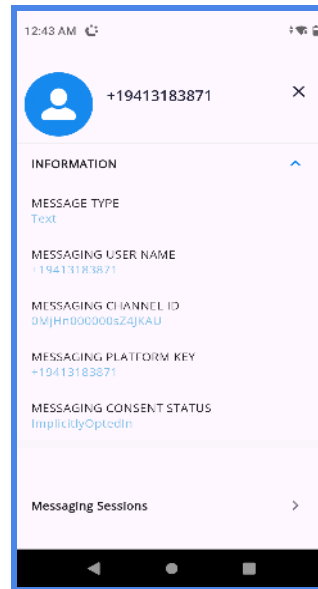 12:43 AM
+19413183871
INFORMATION
MESSAGE TYPE
Text
MESSAGING USER NAME
+19413183871
MESSAGING CHANNEL ID
0MjHn000000sZ4JKAU
MESSAGING PLATFORM KEY
+19413183871
MESSAGING CONSENT STATUS
ImplicitlyOptedIn
Messaging Sessions